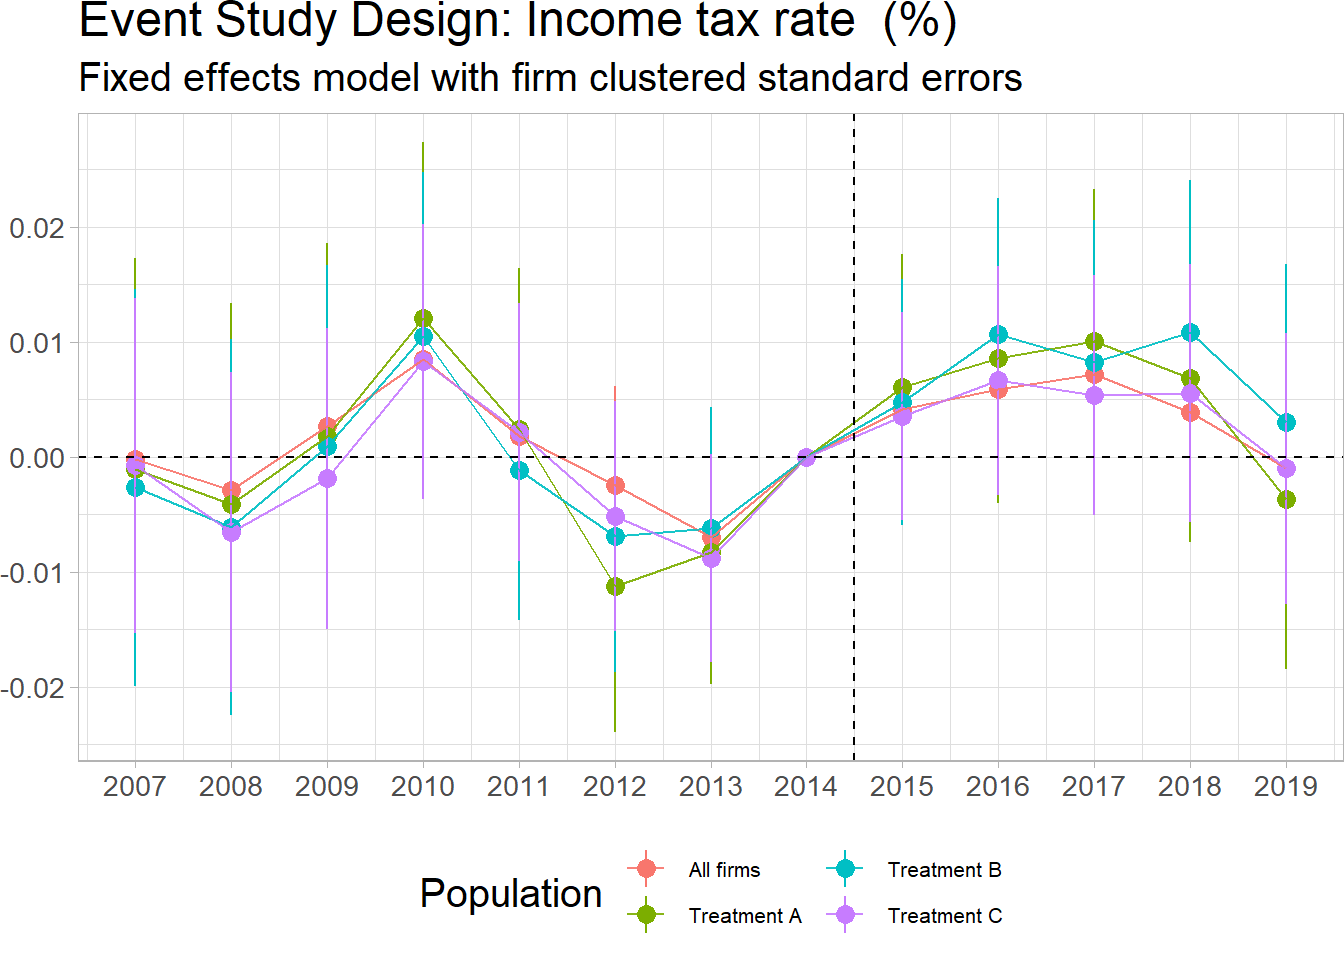 Event Study Design: Income tax rate  (%)
Fixed effects model with firm clustered standard errors
0.02
0.01
0.00
-0.01
-0.02
2007 2008 2009 2010 2011 2012 2013 2014 2015 2016 2017 2018 2019
Population
All firms
Treatment A
Treatment B
Treatment C